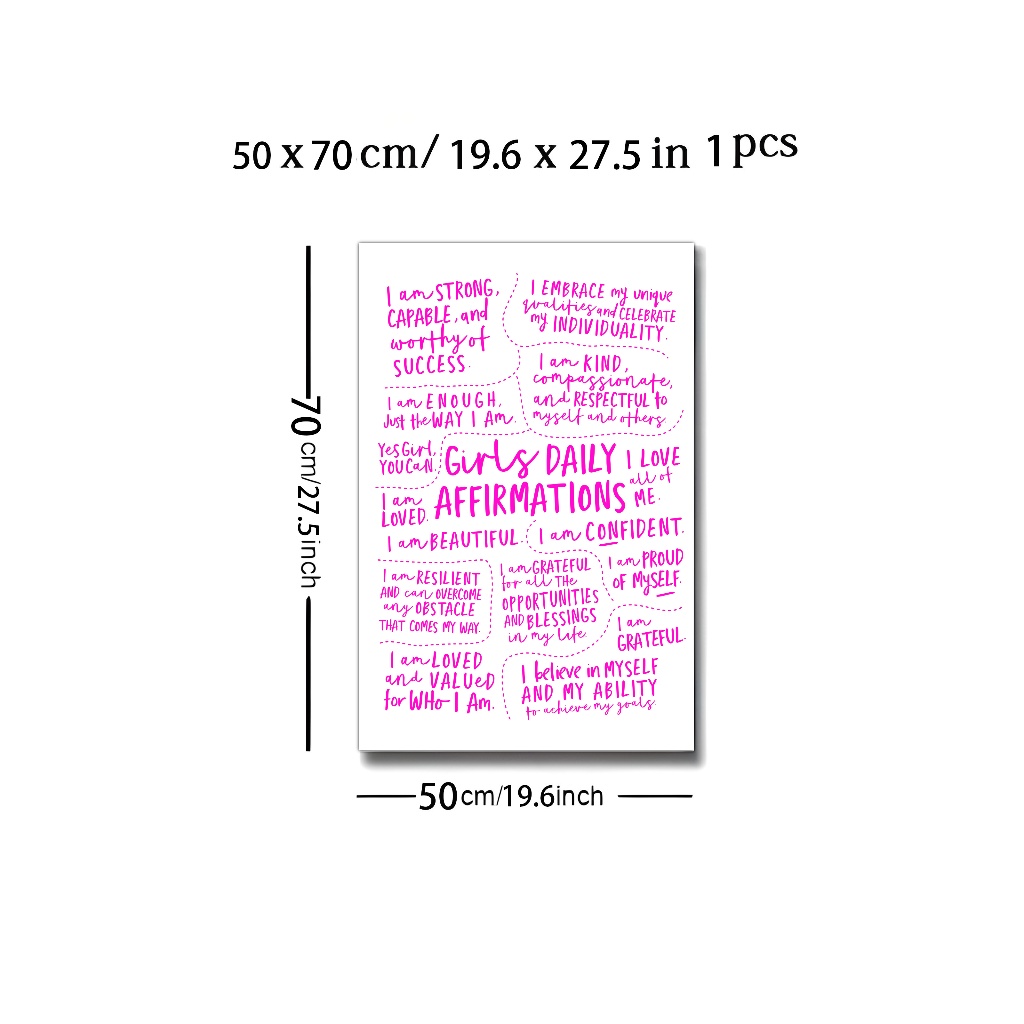 50 x 70 cm/ 19.6 x 27.5 in 1 pcs
70 cm/27.5inch
I am STRONG,
CAPABLE, and
worthy of
SUCCESS.
I EMBRACE my unique
qualities and CELEBRATE
my INDIVIDUALITY.
I am KIND,
compassionate,
and RESPECTFUL to
myself and others.
I am ENOUGH,
Just the WAY I Am.
Yes Girl,
YOU CaN.
Girls DAILY
AFFIRMATIONS
I LOVE
all of
ME.
I am
LOVED.
I am BEAUTIFUL.
I am CONFIDENT.
I am RESILIENT
AND can OVERCOME
any OBSTACLE
THAT COMES MY WAY.
I am GRATEFUL
for all THE
OPPORTUNITIES
AND BLESSINGS
in my life.
I am PROUD
OF MySELF.
I am
GRATEFUL.
I am LOVED
and VALUeD
for WHo I Am.
I believe in MYSELF
AND MY ABILITY
to achieve my goals.
50cm/19.6inch